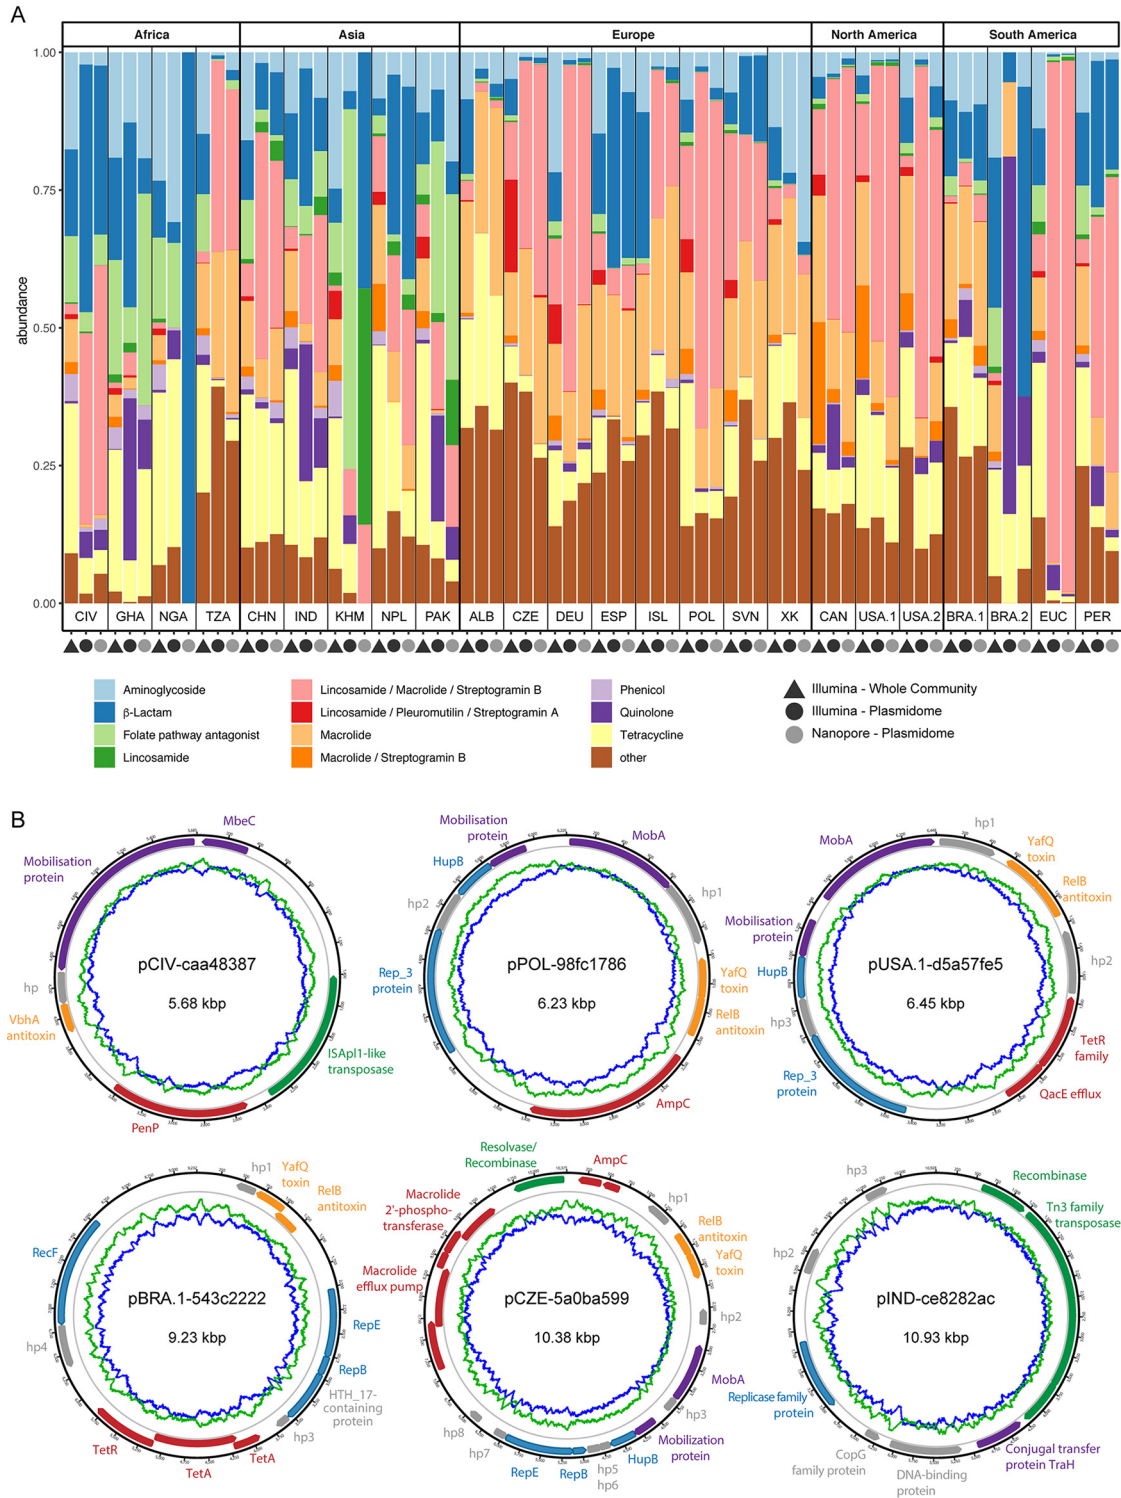 A
Africa
Asia
Europe
North America
South America
1.00
0.75
0.50
0.25
0.00
abundance
CIV
GHA
NGA
TZA
CHN
IND
KHM
NPL
PAK
ALB
CZE
DEU
ESP
ISL
POL
SVN
XK
CAN
USA.1
USA.2
BRA.1
BRA.2
EUC
PER
Aminoglycoside
β-Lactam
Folate pathway antagonist
Lincosamide
Lincosamide / Macrolide / Streptogramin B
Lincosamide / Pleuromutilin / Streptogramin A
Macrolide
Macrolide / Streptogramin B
Phenicol
Quinolone
Tetracycline
other
Illumina - Whole Community
Illumina - Plasmidome
Nanopore - Plasmidome
B
MbeC
Mobilisation
protein
hp
VbhA
antitoxin
PenP
ISApl1-like
transposase
pCIV-caa48387
5.68 kbp
Mobilisation
protein
MobA
HupB
hp2
hp1
Rep_3
protein
YafQ
toxin
RelB
antitoxin
AmpC
pPOL-98fc1786
6.23 kbp
MobA
hp1
YafQ
toxin
RelB
antitoxin
Mobilisation
protein
HupB
hp3
hp2
Rep_3
protein
TetR
family
QacE efflux
pUSA.1-d5a57fe5
6.45 kbp
hp1
YafQ
toxin
RelB
antitoxin
RecF
hp4
RepE
RepB
HTH_17-
containing
protein
hp3
TetR
TetA
TetA
pBRA.1-543c2222
9.23 kbp
Resolvase/
Recombinase
AmpC
Macrolide
2'-phospho-
transferase
hp1
RelB
antitoxin
YafQ
toxin
Macrolide
efflux pump
hp2
MobA
hp3
Mobilization
protein
hp8
hp7
RepE
RepB
hp5
hp6
HupB
pCZE-5a0ba599
10.38 kbp
hp3
Recombinase
Tn3 family
transposase
hp2
Replicase family
protein
CopG
family protein
DNA-binding
protein
Conjugal transfer
protein TraH
pIND-ce8282ac
10.93 kbp